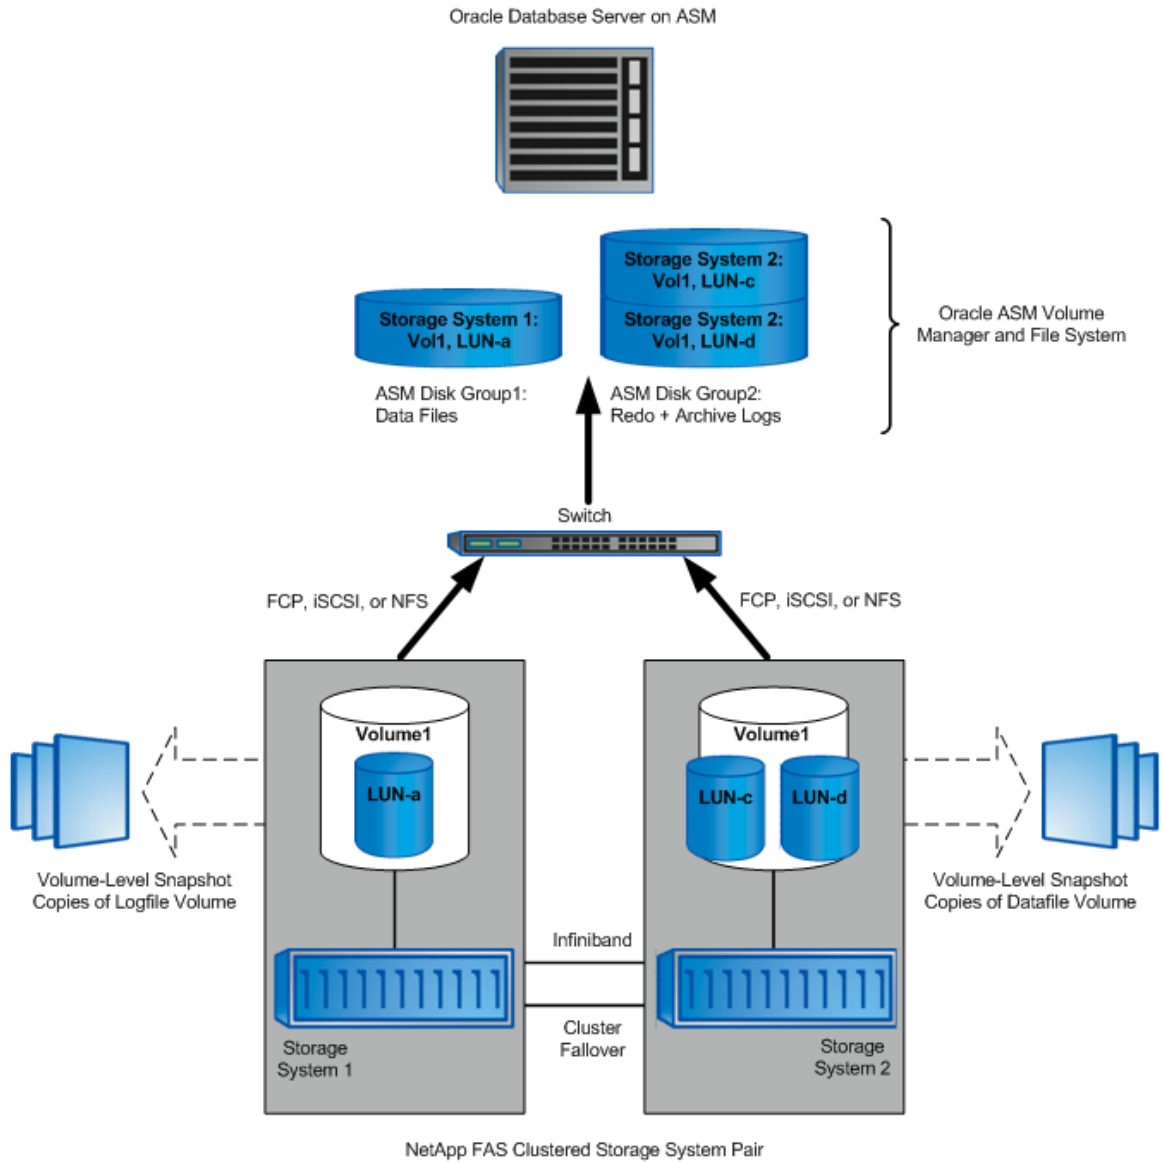 Oracle Database Server on ASM
Storage System 2:
Vol1, LUN-c
Storage System 1:
Vol1, LUN-a
Storage System 2:
Vol1, LUN-d
Oracle ASM Volume
Manager and File System
ASM Disk Group1:
Data Files
ASM Disk Group2:
Redo + Archive Logs
Switch
FCP, iSCSI, or NFS
FCP, iSCSI, or NFS
Volume1
LUN-a
Volume1
LUN-c
LUN-d
Volume-Level Snapshot
Copies of Logfile Volume
Volume-Level Snapshot
Copies of Datafile Volume
Infiniband
Cluster
Fallover
Storage
System 1
Storage
System 2
NetApp FAS Clustered Storage System Pair